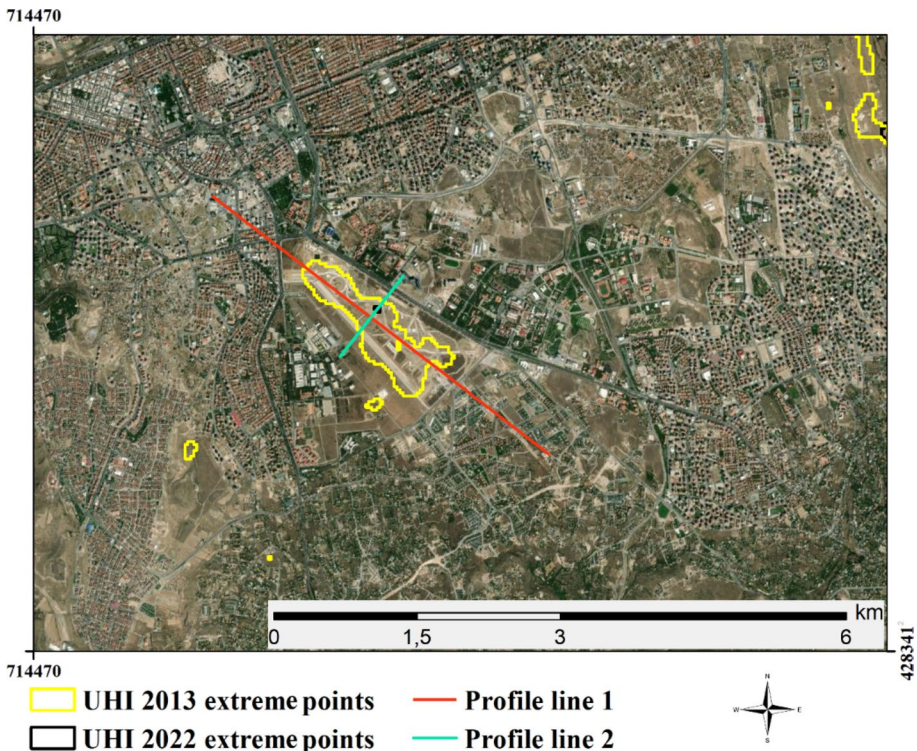 714470
km
0 1,5 3 6
714470
428341
UHI 2013 extreme points
Profile line 1
UHI 2022 extreme points
Profile line 2
N
W E
S